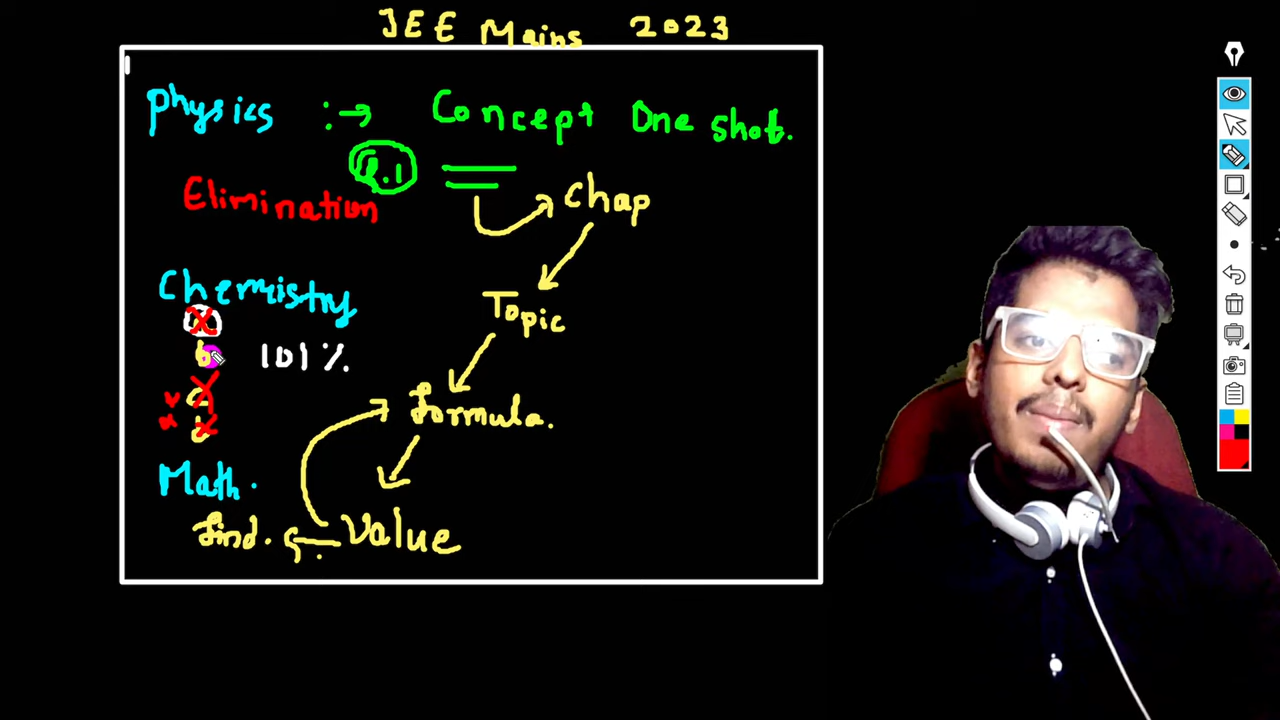 JEE Mains 2023
Physics :→ Concept One shot.
Q.1
Elimination
Chap
Chemistry
Topic
b 101 %
c
formula.
Math.
find. Value